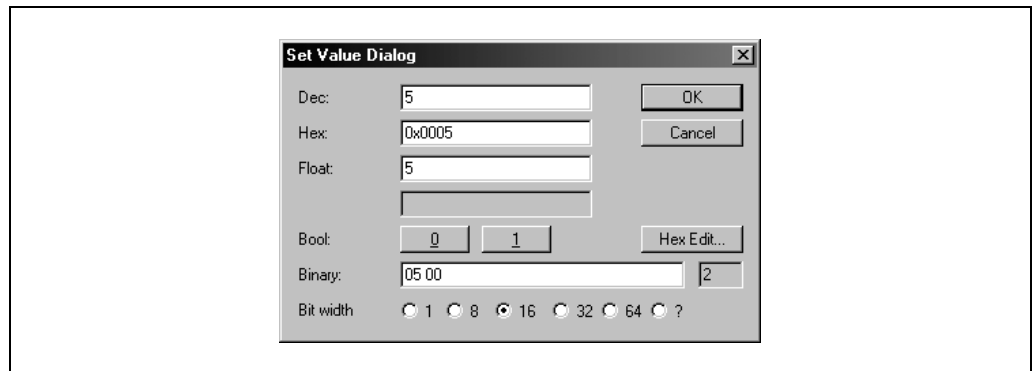 Set Value Dialog
Dec: 5 OK
Hex: 0x0005 Cancel
Float: 5
Bool: 0 1 Hex Edit...
Binary: 05 00 2
Bit width 1 8 16 32 64 ?